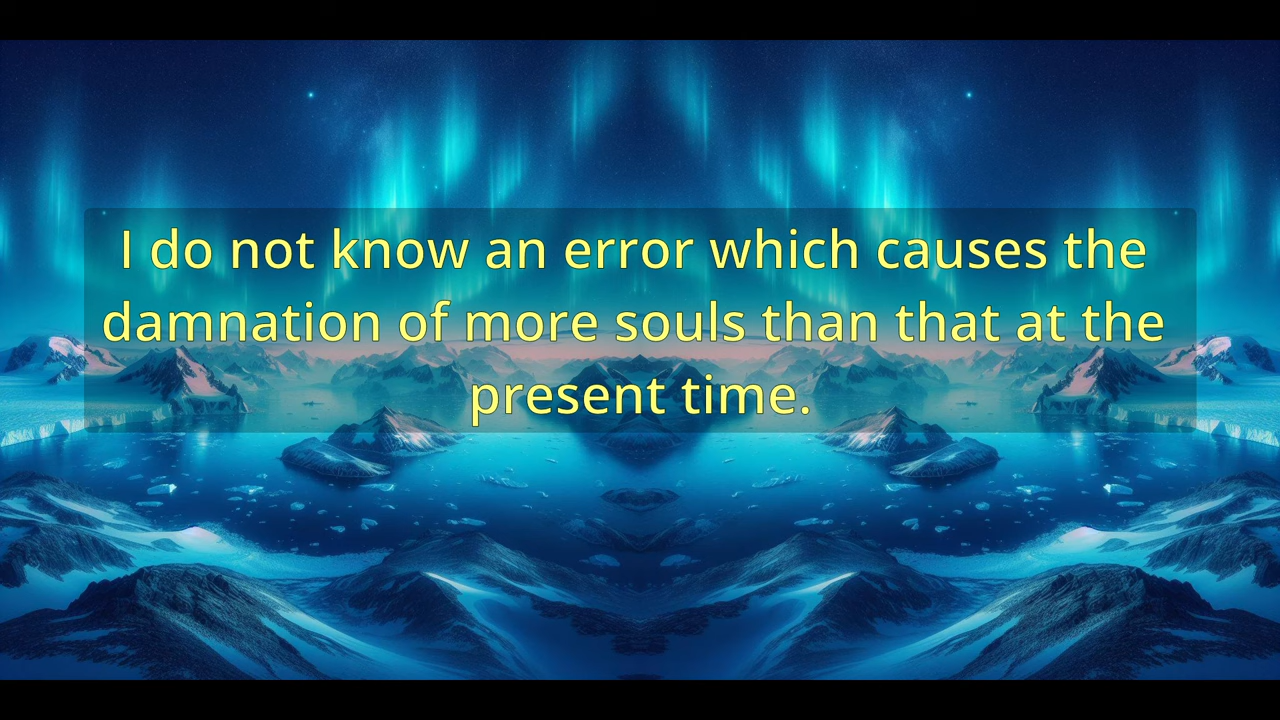 I do not know an error which causes the
damnation of more souls than that at the
present time.